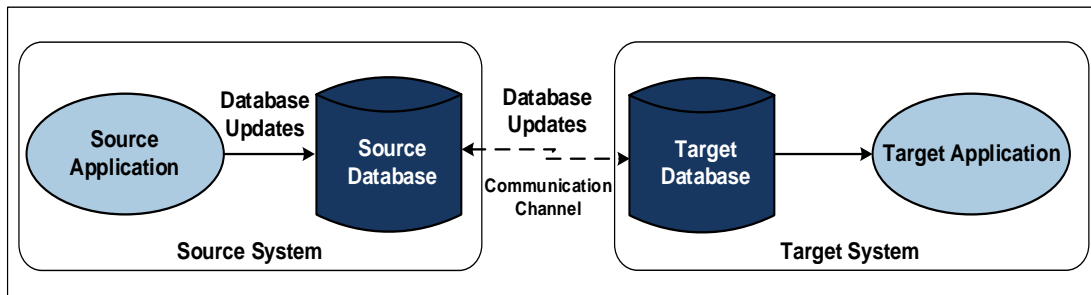 Source
Application
Database
Updates
Source
Database
Source System
Database
Updates
Communication
Channel
Target
Database
Target Application
Target System